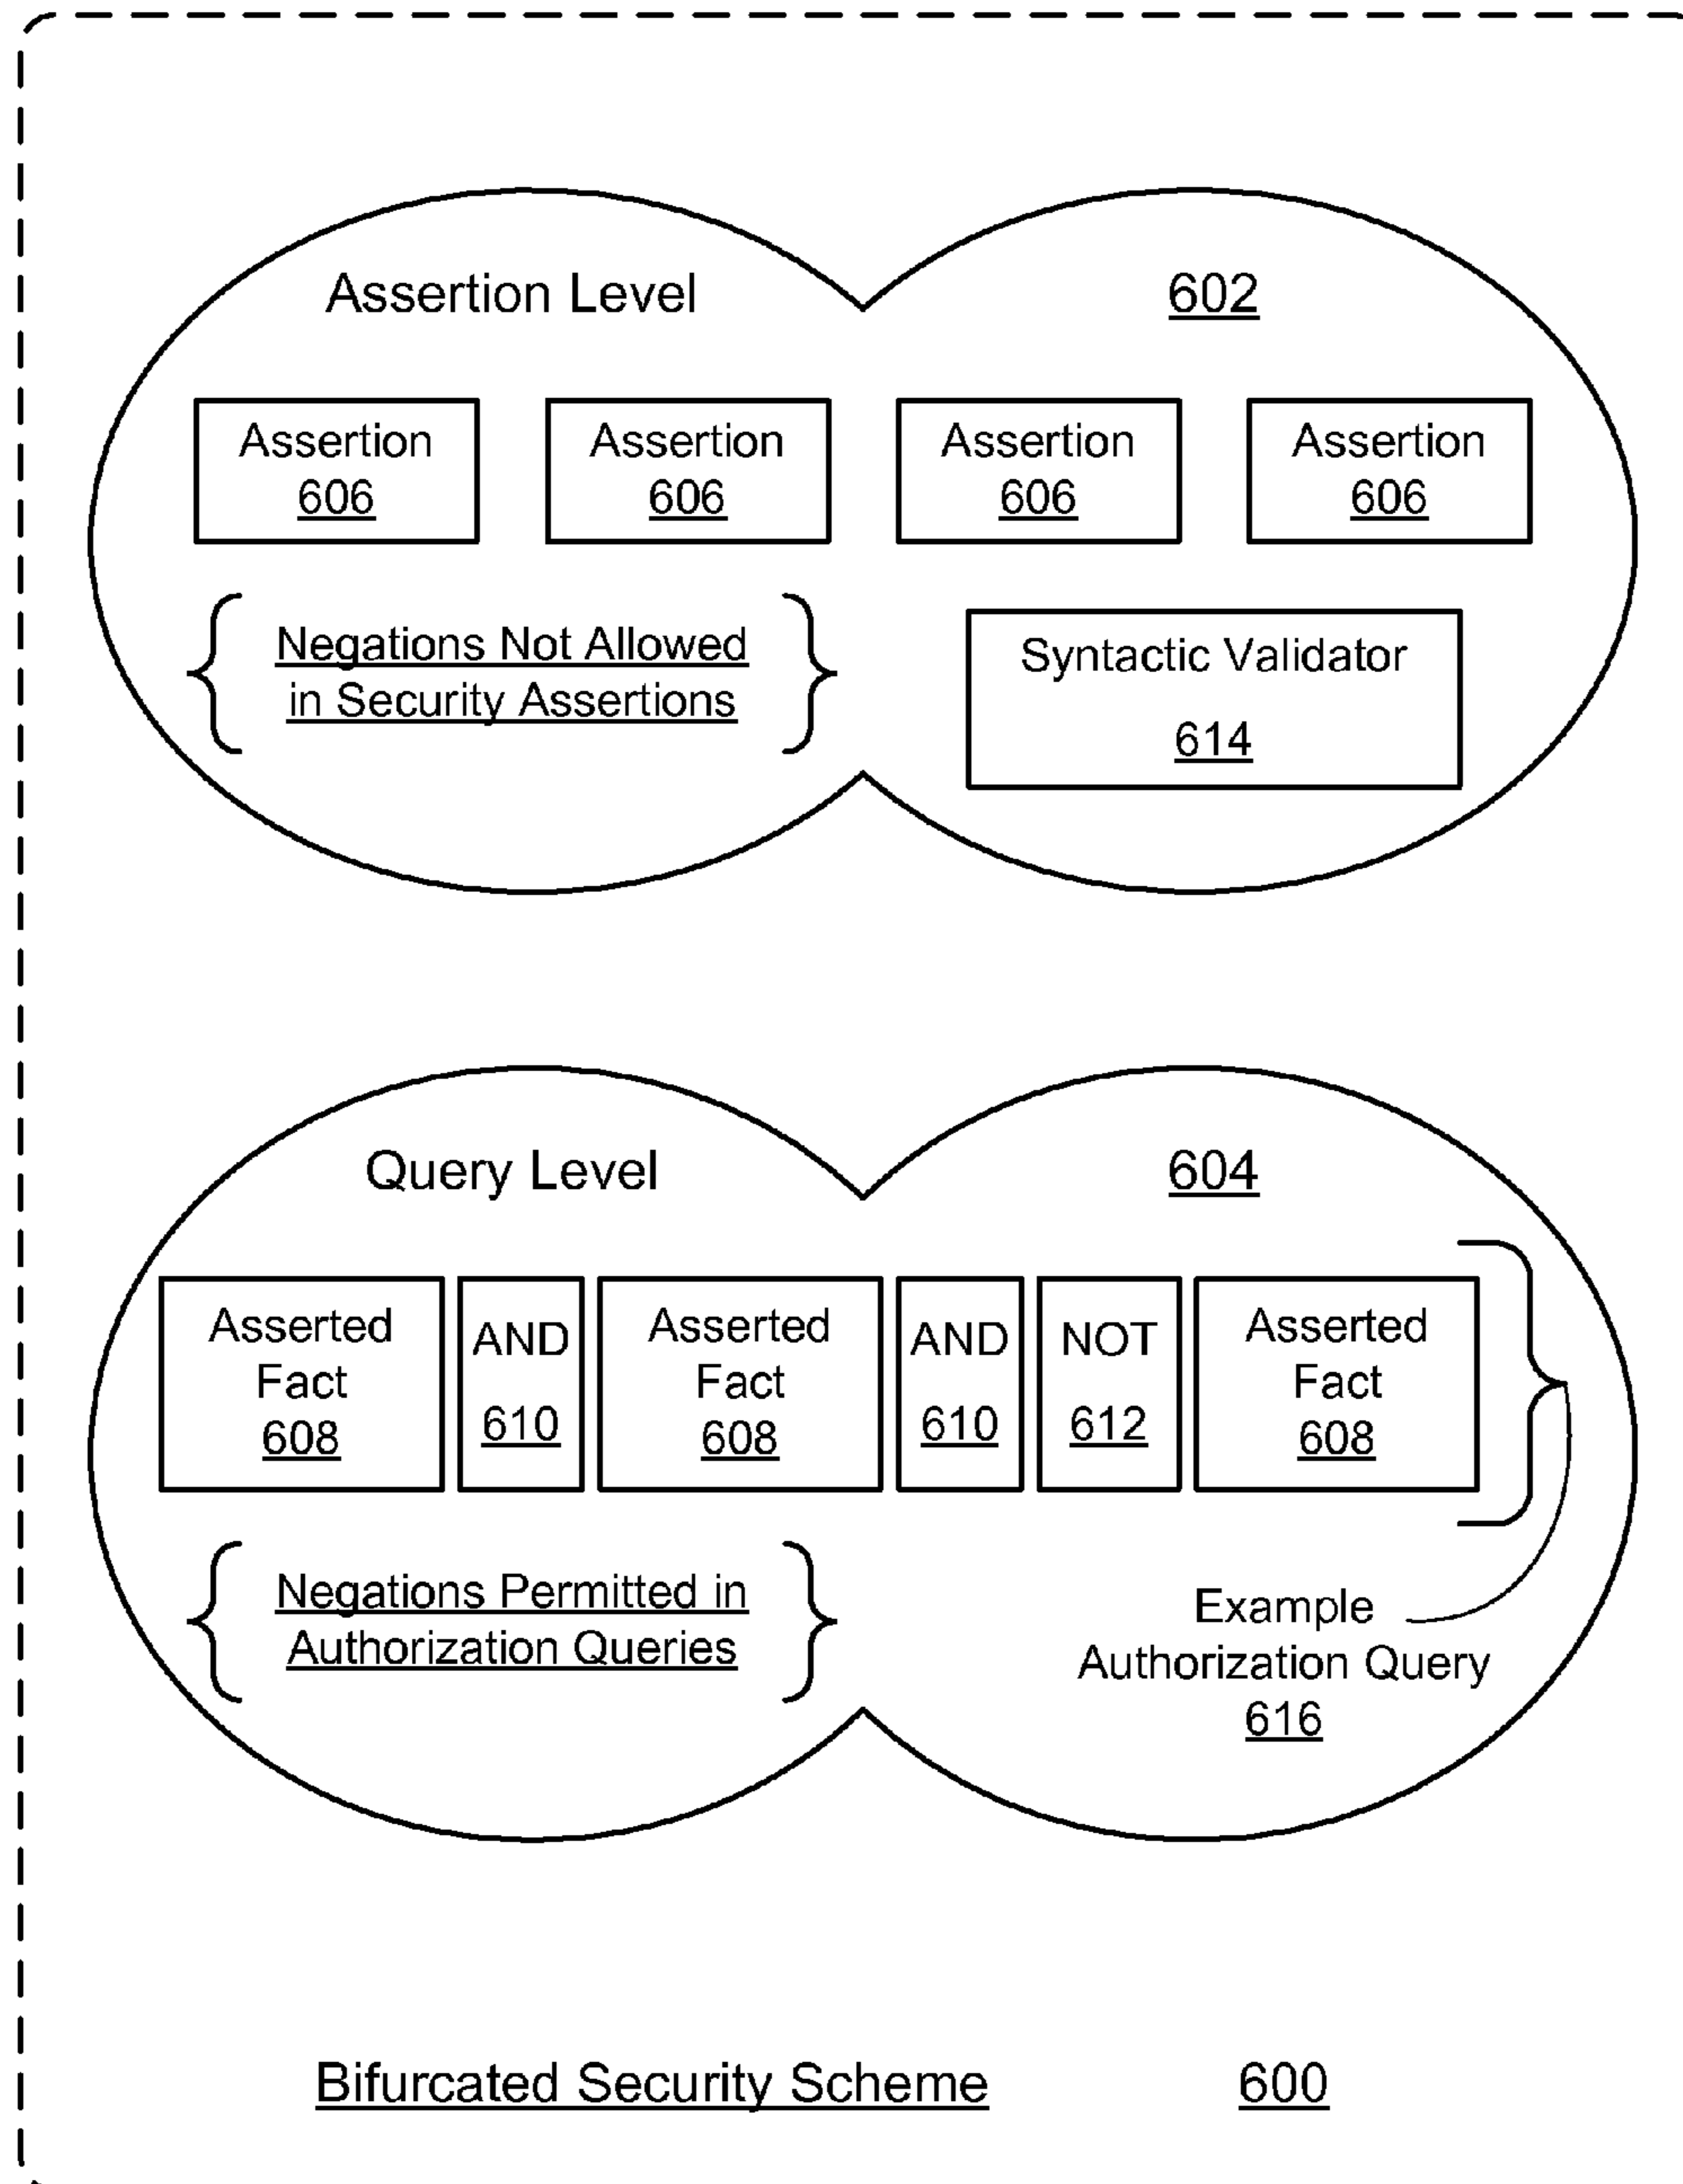 Assertion Level 602
Assertion Assertion Assertion Assertion
606 606 606 606
Negations Not Allowed
in Security Assertions
Syntactic Validator
614
Query Level 604
Asserted
Fact
608
AND
610
Asserted
Fact
608
AND
610
NOT
612
Asserted
Fact
608
Negations Permitted in
Authorization Queries
Example
Authorization Query
616
Bifurcated Security Scheme 600